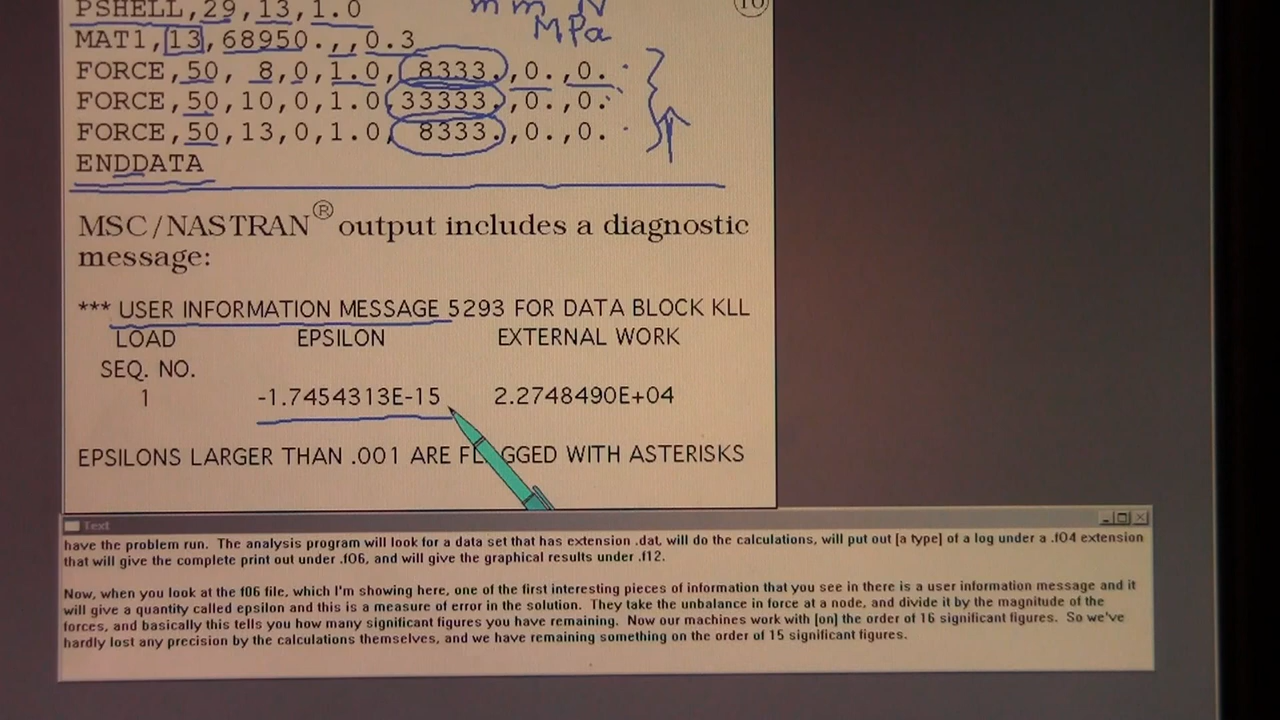 PSHELL,29,13,1.0
mm N
10
MPa
MAT1,13,68950.,,0.3
FORCE,50, 8,0,1.0, 8333.,0.,0.
FORCE,50,10,0,1.0,33333.,0.,0.
FORCE,50,13,0,1.0, 8333.,0.,0.
ENDDATA
MSC/NASTRAN® output includes a diagnostic
message:
*** USER INFORMATION MESSAGE 5293 FOR DATA BLOCK KLL
LOAD EPSILON EXTERNAL WORK
SEQ. NO.
1 -1.7454313E-15 2.2748490E+04
EPSILONS LARGER THAN .001 ARE FLAGGED WITH ASTERISKS
Text
have the problem run. The analysis program will look for a data set that has extension .dat, will do the calculations, will put out [a type] of a log under a .f04 extension
that will give the complete print out under .f06, and will give the graphical results under .f12.
Now, when you look at the f06 file, which I'm showing here, one of the first interesting pieces of information that you see in there is a user information message and it
will give a quantity called epsilon and this is a measure of error in the solution. They take the unbalance in force at a node, and divide it by the magnitude of the
forces, and basically this tells you how many significant figures you have remaining. Now our machines work with [on] the order of 16 significant figures. So we've
hardly lost any precision by the calculations themselves, and we have remaining something on the order of 15 significant figures.